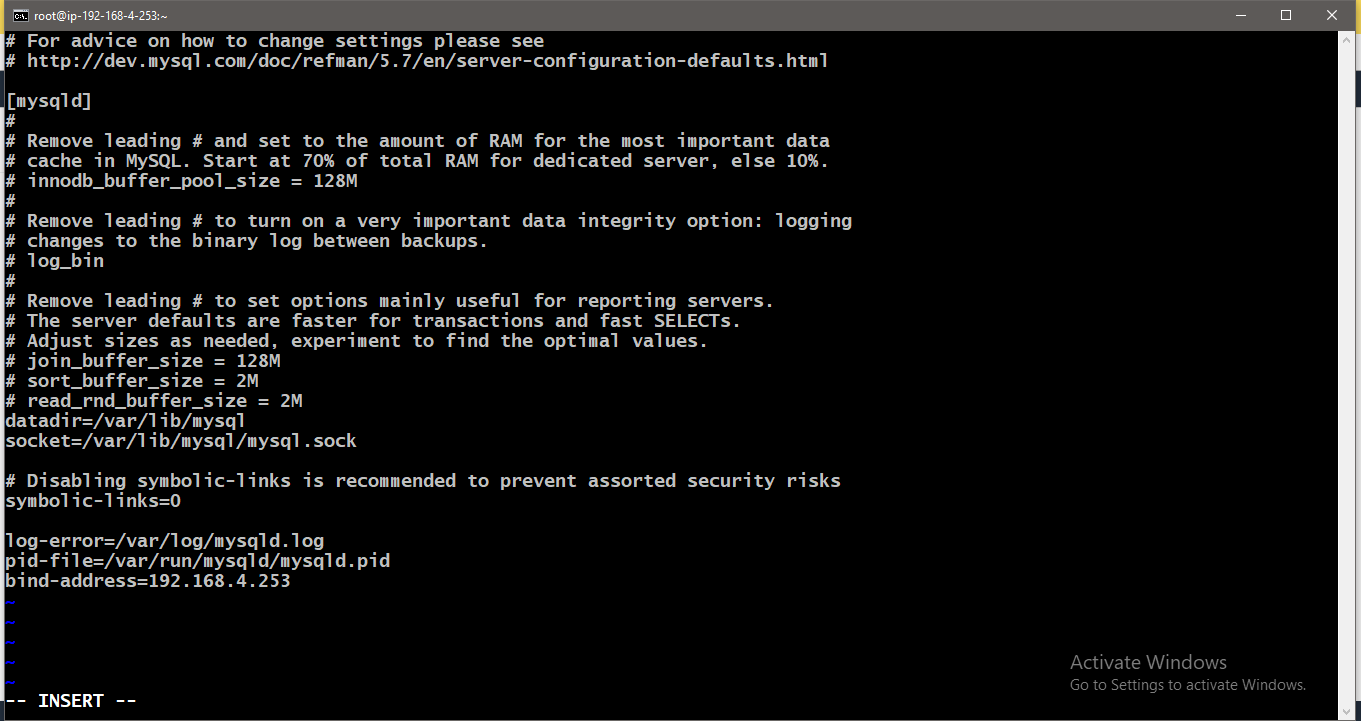 root@ip-192-168-4-253:~
# For advice on how to change settings please see
# http://dev.mysql.com/doc/refman/5.7/en/server-configuration-defaults.html
[mysqld]
#
# Remove leading # and set to the amount of RAM for the most important data
# cache in MySQL. Start at 70% of total RAM for dedicated server, else 10%.
# innodb_buffer_pool_size = 128M
#
# Remove leading # to turn on a very important data integrity option: logging
# changes to the binary log between backups.
# log_bin
#
# Remove leading # to set options mainly useful for reporting servers.
# The server defaults are faster for transactions and fast SELECTs.
# Adjust sizes as needed, experiment to find the optimal values.
# join_buffer_size = 128M
# sort_buffer_size = 2M
# read_rnd_buffer_size = 2M
datadir=/var/lib/mysql
socket=/var/lib/mysql/mysql.sock
# Disabling symbolic-links is recommended to prevent assorted security risks
symbolic-links=0
log-error=/var/log/mysqld.log
pid-file=/var/run/mysqld/mysqld.pid
bind-address=192.168.4.253
~
~
~
~
~
-- INSERT --
Activate Windows
Go to Settings to activate Windows.